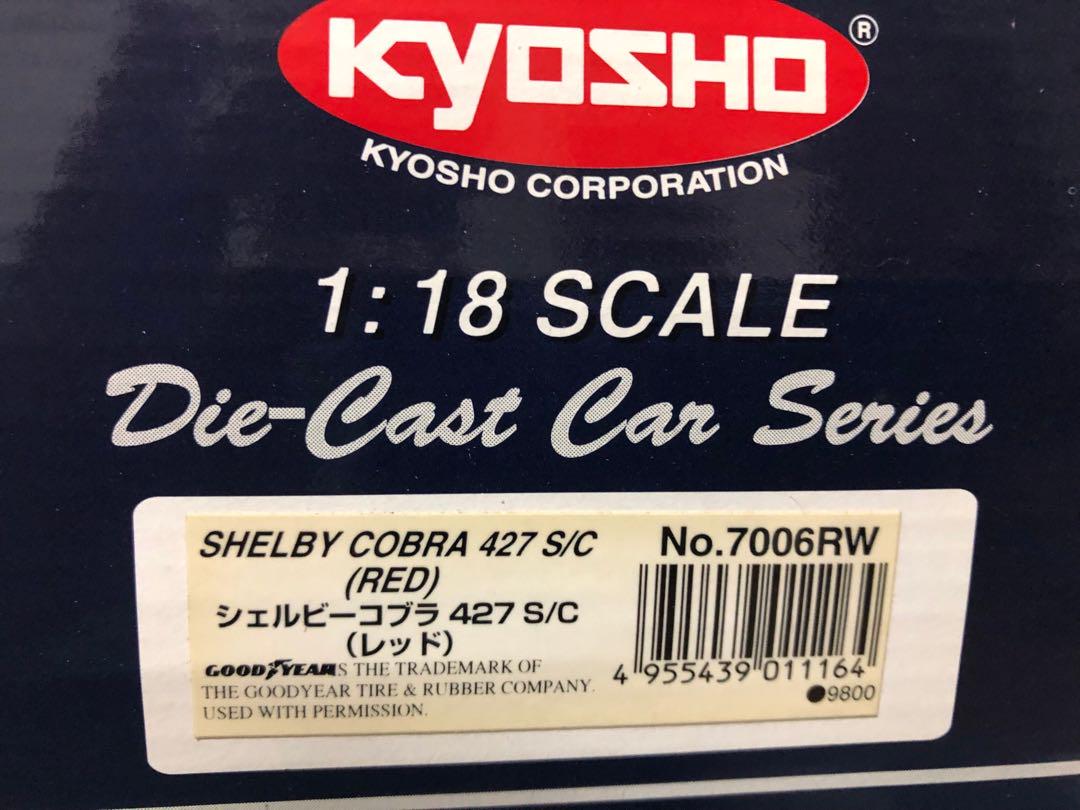 KYOSHO ®
KYOSHO CORPORATION
1:18 SCALE
Die-Cast Car Series
SHELBY COBRA 427 S/C
(RED)
シェルビーコブラ 427 S/C
(レッド)
GOODYEAR IS THE TRADEMARK OF
THE GOODYEAR TIRE & RUBBER COMPANY.
USED WITH PERMISSION.
No.7006RW
4 955439 011164
●9800